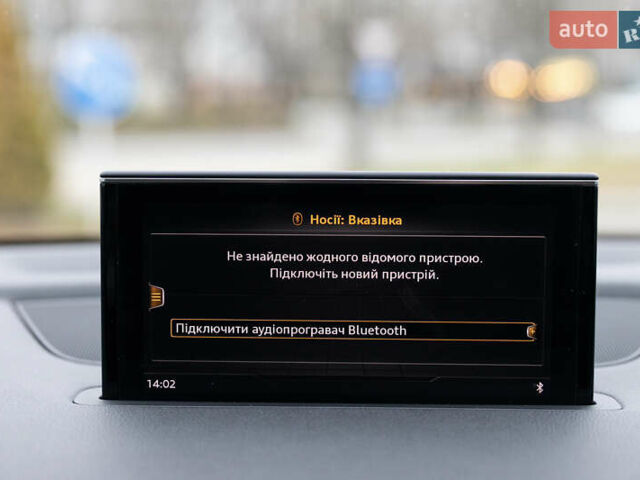 auto
Носії: Вказівка
Не знайдено жодного відомого пристрою.
Підключіть новий пристрій.
Підключити аудіопрогравач Bluetooth
14:02